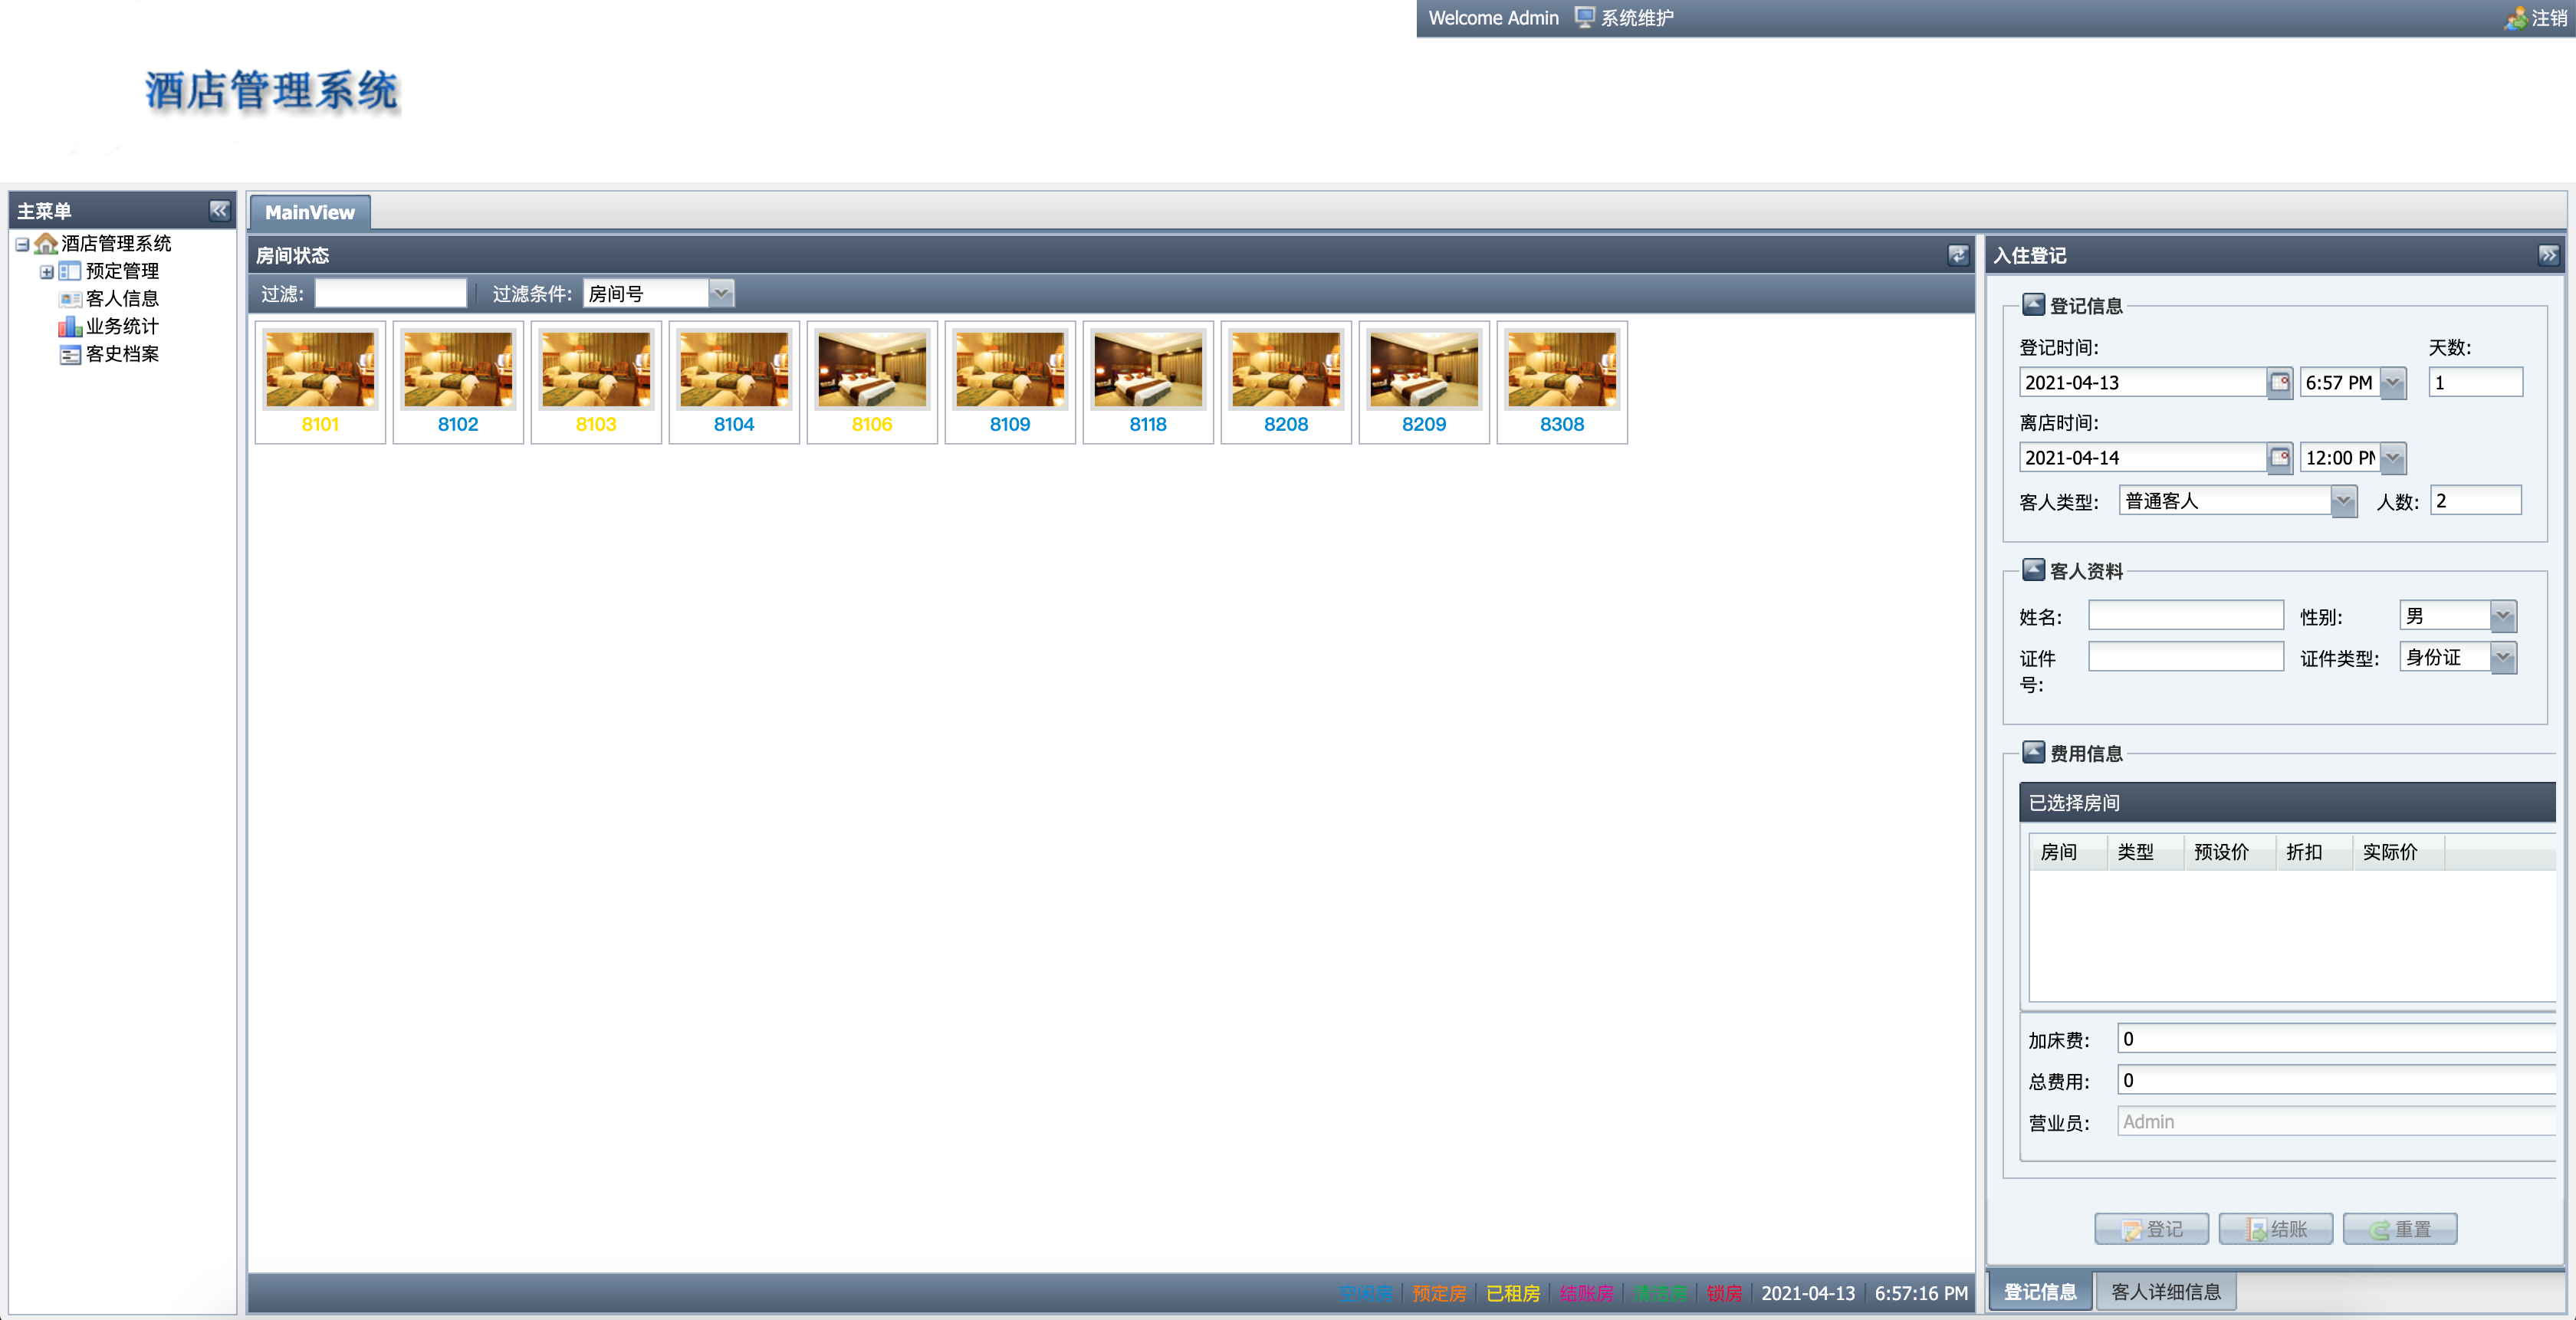 Welcome Admin 系统维护 注销
酒店管理系统
主菜单
酒店管理系统
预定管理
客人信息
业务统计
客史档案
MainView
房间状态
过滤: 过滤条件: 房间号
8101 8102 8103 8104 8106 8109 8118 8208 8209 8308
空闲房 预定房 已租房 结账房 清洁房 锁房 2021-04-13 6:57:16 PM
入住登记
登记信息
登记时间: 天数:
2021-04-13 6:57 PM 1
离店时间:
2021-04-14 12:00 PM
客人类型: 普通客人 人数: 2
客人资料
姓名: 性别: 男
证件号: 证件类型: 身份证
费用信息
已选择房间
房间 类型 预设价 折扣 实际价
加床费: 0
总费用: 0
营业员: Admin
登记 结账 重置
登记信息 客人详细信息